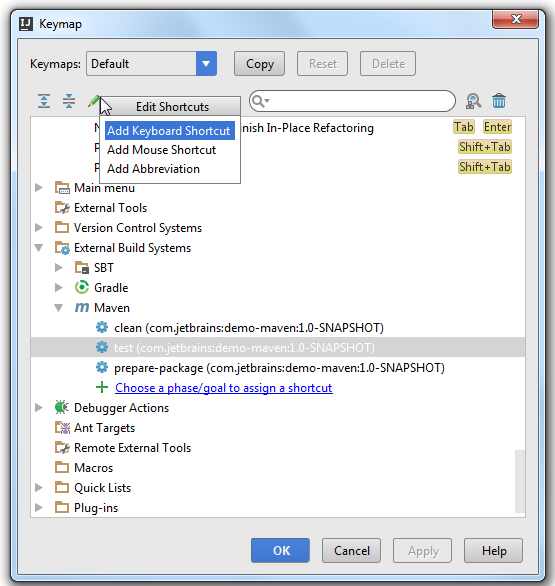 Keymap
Keymaps: Default Copy Reset Delete
Edit Shortcuts
Add Keyboard Shortcut
Add Mouse Shortcut
Add Abbreviation
In-Place Refactoring Tab Enter
Shift+Tab
Shift+Tab
Main menu
External Tools
Version Control Systems
External Build Systems
SBT
Gradle
m Maven
clean (com.jetbrains:demo-maven:1.0-SNAPSHOT)
test (com.jetbrains:demo-maven:1.0-SNAPSHOT)
prepare-package (com.jetbrains:demo-maven:1.0-SNAPSHOT)
Choose a phase/goal to assign a shortcut
Debugger Actions
Ant Targets
Remote External Tools
Macros
Quick Lists
Plug-ins
OK Cancel Apply Help